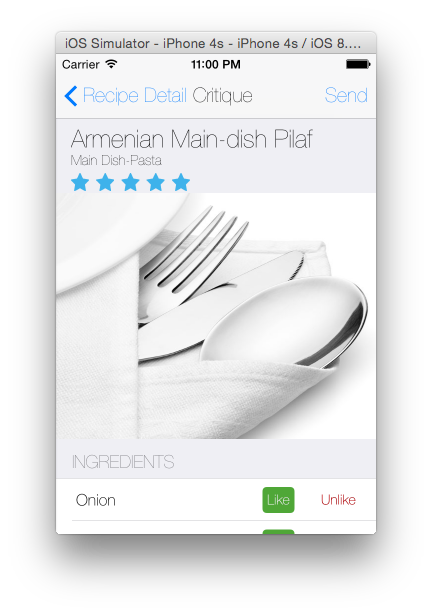 iOS Simulator - iPhone 4s - iPhone 4s / iOS 8....
Carrier 11:00 PM
Recipe Detail Critique Send
Armenian Main-dish Pilaf
Main Dish-Pasta
INGREDIENTS
Onion Like Unlike